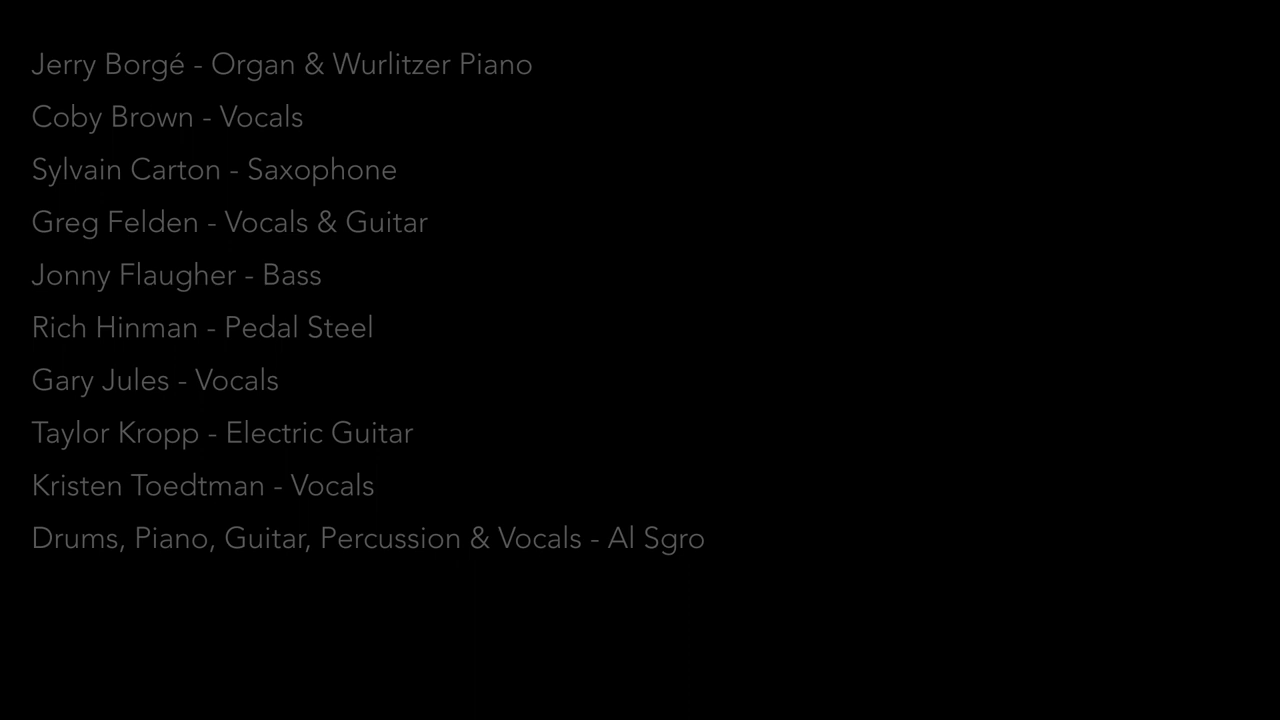 Jerry Borgé - Organ & Wurlitzer Piano
Coby Brown - Vocals
Sylvain Carton - Saxophone
Greg Felden - Vocals & Guitar
Jonny Flaugher - Bass
Rich Hinman - Pedal Steel
Gary Jules - Vocals
Taylor Kropp - Electric Guitar
Kristen Toedtman - Vocals
Drums, Piano, Guitar, Percussion & Vocals - Al Sgro